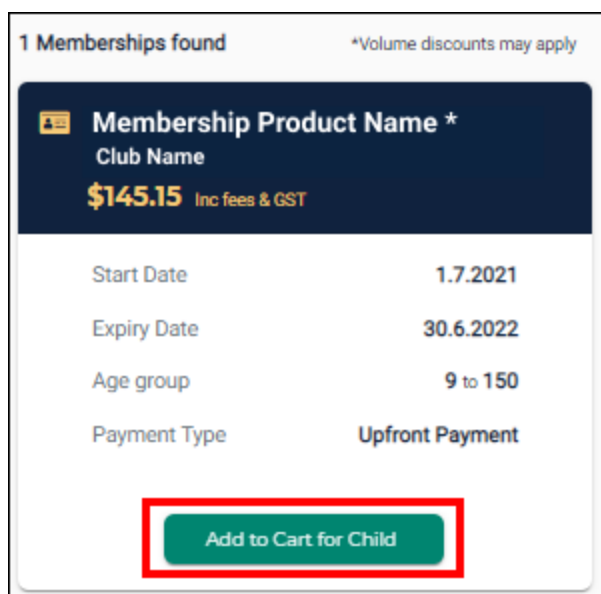 1 Memberships found *Volume discounts may apply
Membership Product Name *
Club Name
$145.15 Inc fees & GST
Start Date 1.7.2021
Expiry Date 30.6.2022
Age group 9 to 150
Payment Type Upfront Payment
Add to Cart for Child